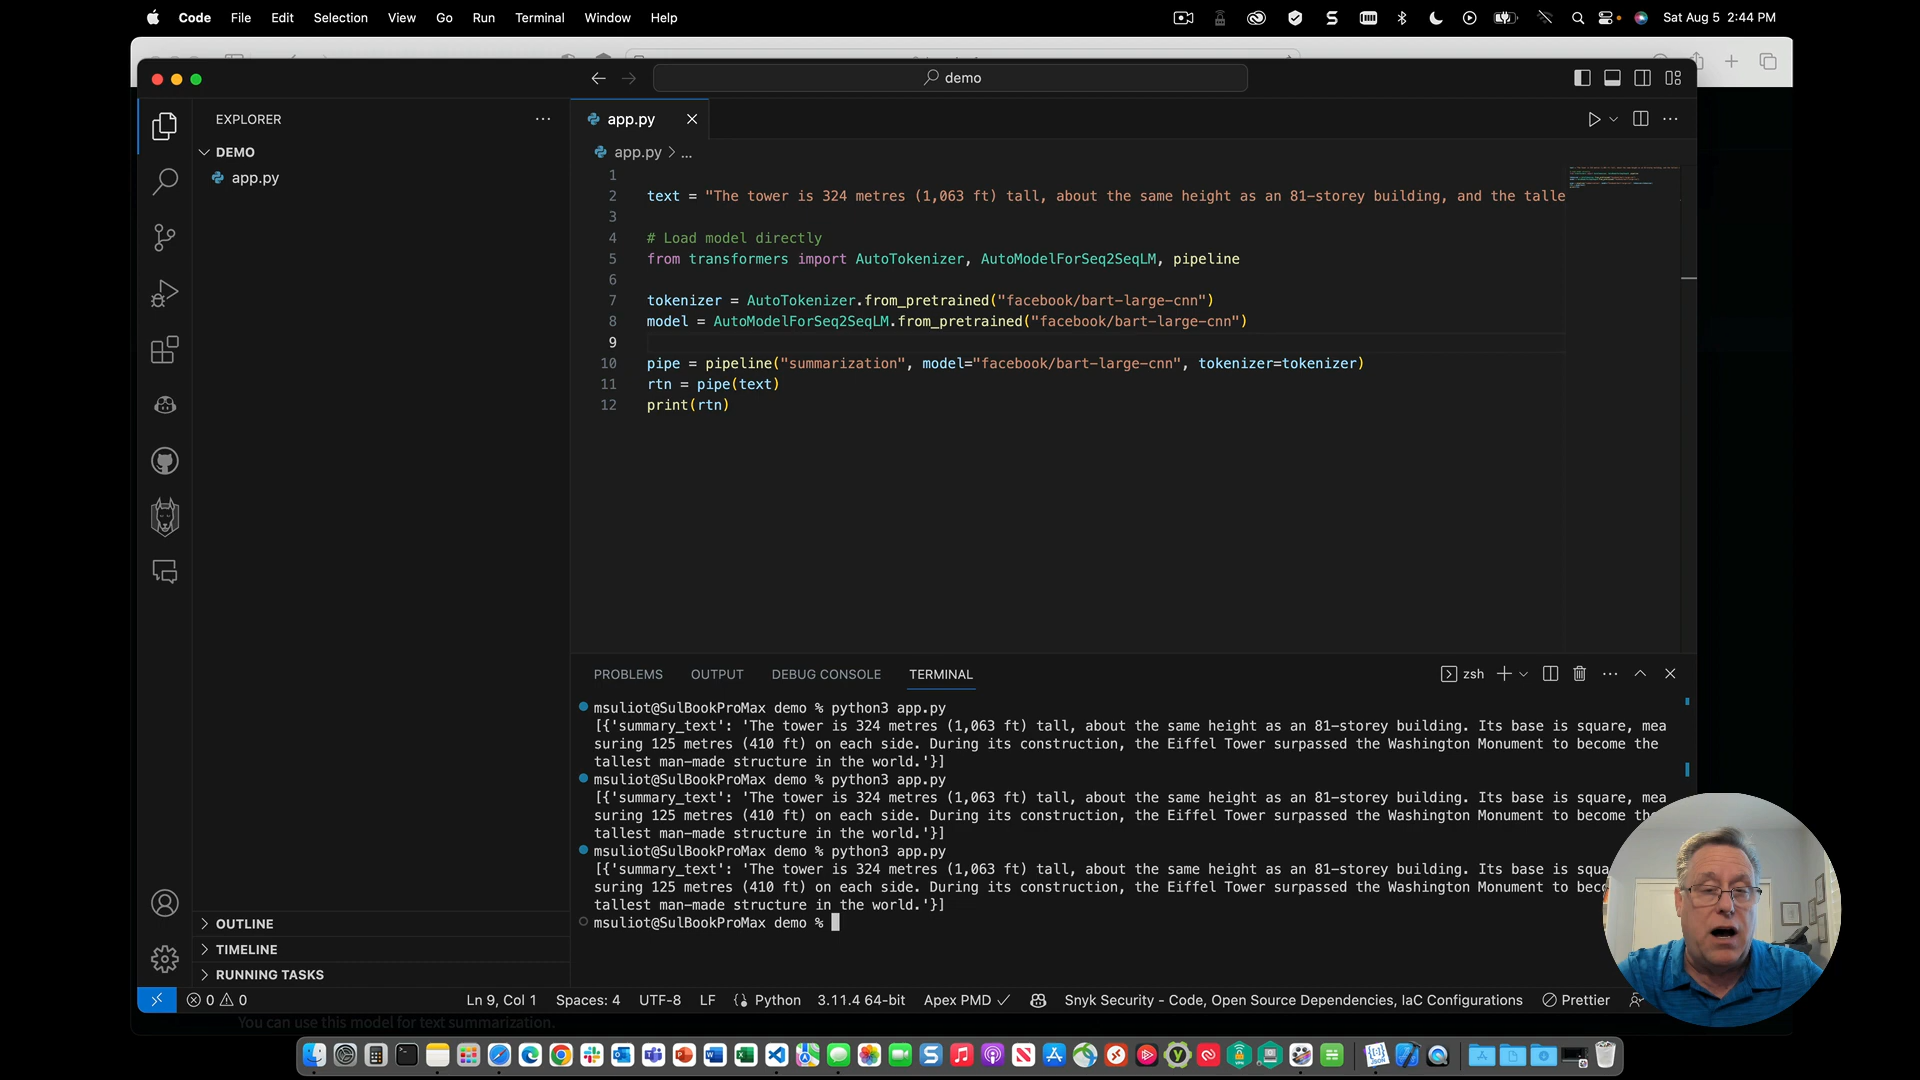 Code File Edit Selection View Go Run Terminal Window Help Sat Aug 5 2:44 PM
demo
EXPLORER
DEMO
app.py
app.py
app.py > ...
1
2 text = "The tower is 324 metres (1,063 ft) tall, about the same height as an 81-storey building, and the talle
3
4 # Load model directly
5 from transformers import AutoTokenizer, AutoModelForSeq2SeqLM, pipeline
6
7 tokenizer = AutoTokenizer.from_pretrained("facebook/bart-large-cnn")
8 model = AutoModelForSeq2SeqLM.from_pretrained("facebook/bart-large-cnn")
9
10 pipe = pipeline("summarization", model="facebook/bart-large-cnn", tokenizer=tokenizer)
11 rtn = pipe(text)
12 print(rtn)
PROBLEMS OUTPUT DEBUG CONSOLE TERMINAL zsh
msuliot@SulBookProMax demo % python3 app.py
[{'summary_text': 'The tower is 324 metres (1,063 ft) tall, about the same height as an 81-storey building. Its base is square, mea
suring 125 metres (410 ft) on each side. During its construction, the Eiffel Tower surpassed the Washington Monument to become the
tallest man-made structure in the world.'}]
msuliot@SulBookProMax demo % python3 app.py
[{'summary_text': 'The tower is 324 metres (1,063 ft) tall, about the same height as an 81-storey building. Its base is square, mea
suring 125 metres (410 ft) on each side. During its construction, the Eiffel Tower surpassed the Washington Monument to become the
tallest man-made structure in the world.'}]
msuliot@SulBookProMax demo % python3 app.py
[{'summary_text': 'The tower is 324 metres (1,063 ft) tall, about the same height as an 81-storey building. Its base is squa
suring 125 metres (410 ft) on each side. During its construction, the Eiffel Tower surpassed the Washington Monument to bec
tallest man-made structure in the world.'}]
msuliot@SulBookProMax demo %
OUTLINE
TIMELINE
RUNNING TASKS
0 0 Ln 9, Col 1 Spaces: 4 UTF-8 LF Python 3.11.4 64-bit Apex PMD Snyk Security - Code, Open Source Dependencies, IaC Configurations Prettier
You can use this model for text summarization.